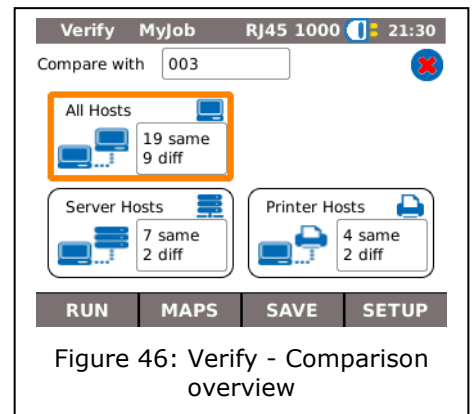 Verify MyJob RJ45 1000 21:30
Compare with 003
All Hosts
19 same
9 diff
Server Hosts
7 same
2 diff
Printer Hosts
4 same
2 diff
RUN MAPS SAVE SETUP
Figure 46: Verify - Comparison
overview